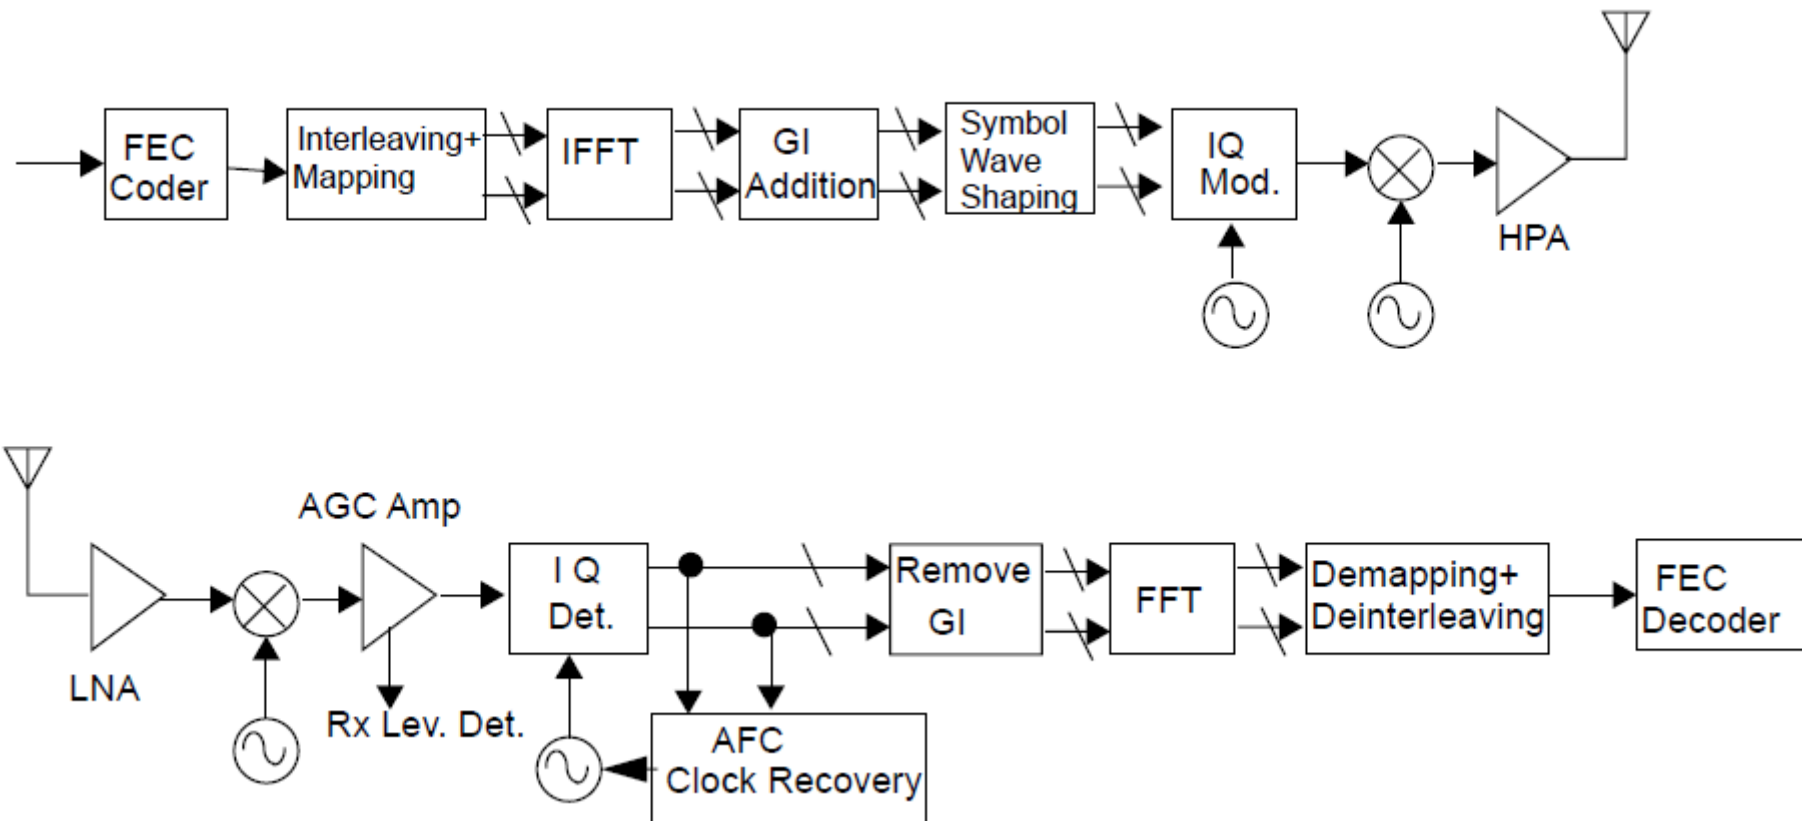 FEC
Coder
Interleaving+
Mapping
IFFT
GI
Addition
Symbol
Wave
Shaping
IQ
Mod.
HPA
LNA
AGC Amp
Rx Lev. Det.
I Q
Det.
AFC
Clock Recovery
Remove
GI
FFT
Demapping+
Deinterleaving
FEC
Decoder